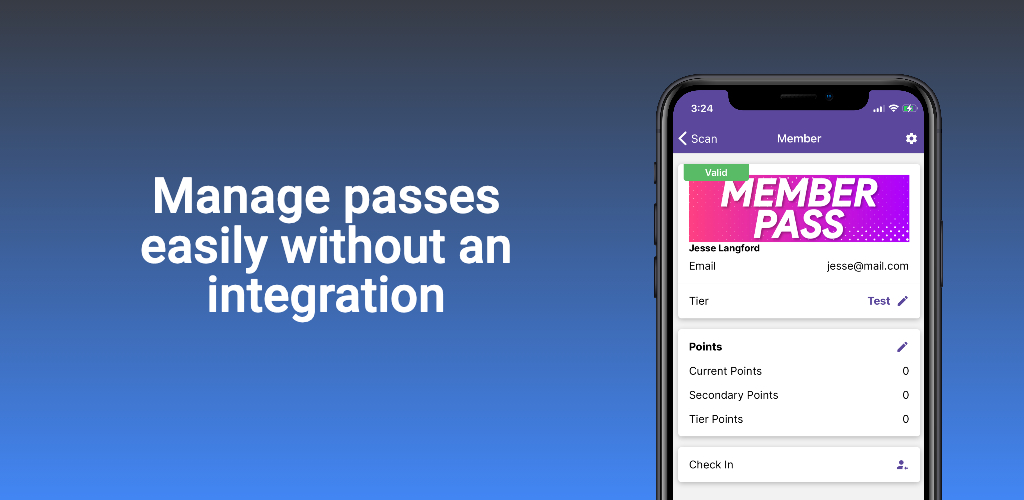 Manage passes
easily without an
integration
3:24
Scan
Member
Valid
MEMBER
PASS
Jesse Langford
Email jesse@mail.com
Tier Test
Points
Current Points 0
Secondary Points 0
Tier Points 0
Check In